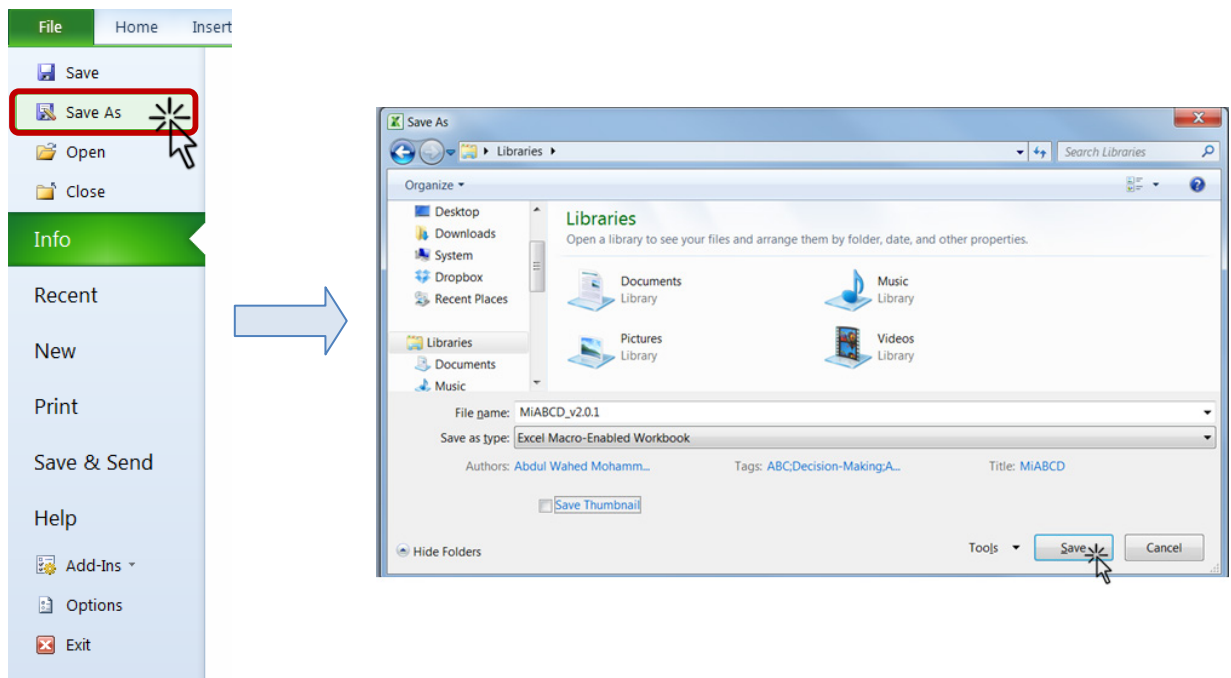 File Home Insert
Save
Save As
Open
Close
Info
Recent
New
Print
Save & Send
Help
Add-Ins
Options
Exit
Save As
Libraries
Search Libraries
Organize
Desktop
Downloads
System
Dropbox
Recent Places
Libraries
Documents
Music
Libraries
Open a library to see your files and arrange them by folder, date, and other properties.
Documents
Library
Music
Library
Pictures
Library
Videos
Library
File name: MiABCD_v2.0.1
Save as type: Excel Macro-Enabled Workbook
Authors: Abdul Wahed Mohamm... Tags: ABC;Decision-Making;A... Title: MiABCD
Save Thumbnail
Hide Folders Tools Save Cancel